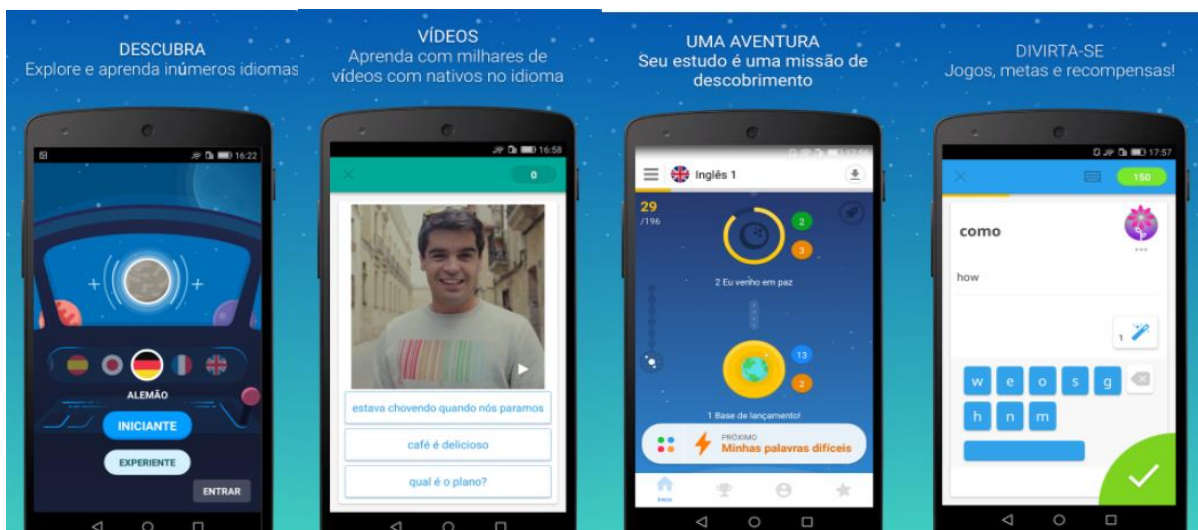 DESCUBRA
Explore e aprenda inúmeros idiomas
16:22
ALEMÃO
INICIANTE
EXPERIENTE
ENTRAR
VÍDEOS
Aprenda com milhares de
vídeos com nativos no idioma
16:58
0
estava chovendo quando nós paramos
café é delicioso
qual é o plano?
UMA AVENTURA
Seu estudo é uma missão de
descobrimento
Inglês 1
29
/196
2
3
2 Eu venho em paz
13
2
1 Base de lançamento!
PRÓXIMO
Minhas palavras difíceis
Início
DIVIRTA-SE
Jogos, metas e recompensas!
17:57
150
como
how
1
w e o s g
h n m